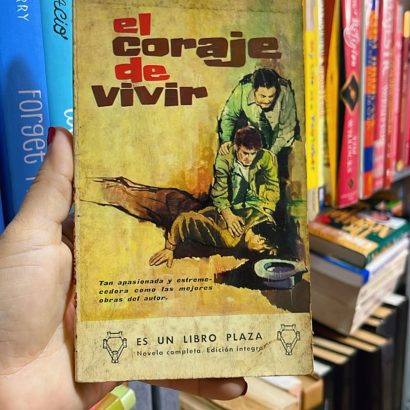 el
coraje
de
vivir
Tan apasionada y estreme-
cedora como las mejores
obras del autor.
ES UN LIBRO PLAZA
Novela completa. Edición integra
forget